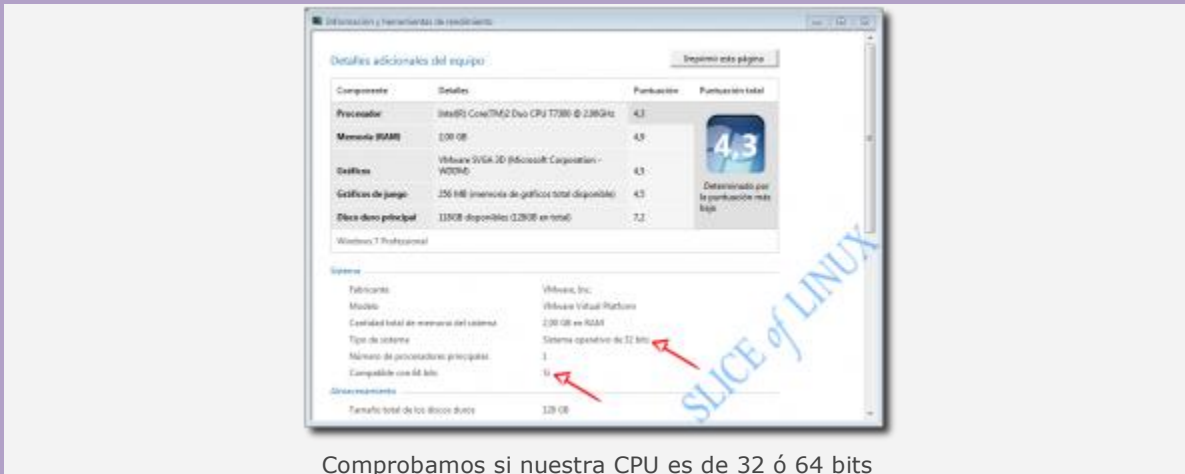 Información y herramientas de rendimiento
Detalles adicionales del equipo
Imprimir esta página
Componente Detalles Puntuación Puntuación total
Procesador Intel(R) Core(TM)2 Duo CPU T7300 @ 2.00GHz 4,3
Memoria (RAM) 2,00 GB 4,9
Gráficos VMware SVGA 3D (Microsoft Corporation -
WDDM) 4,3
Gráficos de juego 256 MB (memoria de gráficos total disponible) 4,5
Disco duro principal 118GB disponibles (128GB en total) 7,2
4,3
Determinado por
la puntuación más
baja
Windows 7 Professional
Sistema
Fabricante VMware, Inc.
Modelo VMware Virtual Platform
Cantidad total de memoria del sistema 2,00 GB en RAM
Tipo de sistema Sistema operativo de 32 bits
Número de procesadores principales 1
Compatible con 64 bits Sí
Almacenamiento
Tamaño total de los discos duros 128 GB
SLICE of LINUX
Comprobamos si nuestra CPU es de 32 ó 64 bits